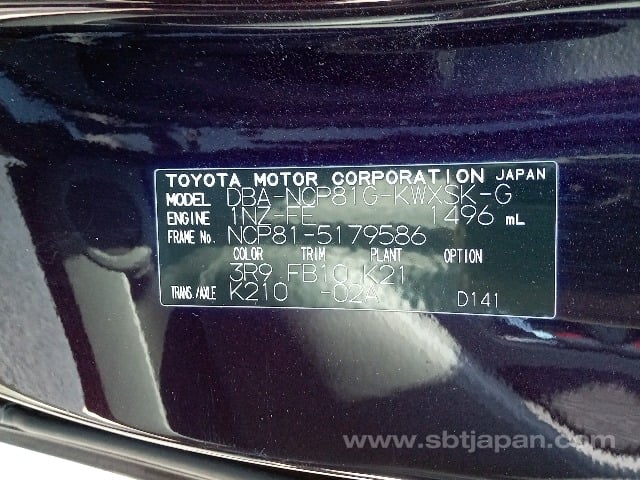 TOYOTA MOTOR CORPORATION JAPAN
MODEL DBA-NCP81G-KWXSK-G
ENGINE 1NZ-FE 1496 mL
FRAME No. NCP81-5179586
COLOR TRIM PLANT OPTION
3R9 FB10 K21
TRANS./AXLE K210 -02A D141
www.sbtjapan.com